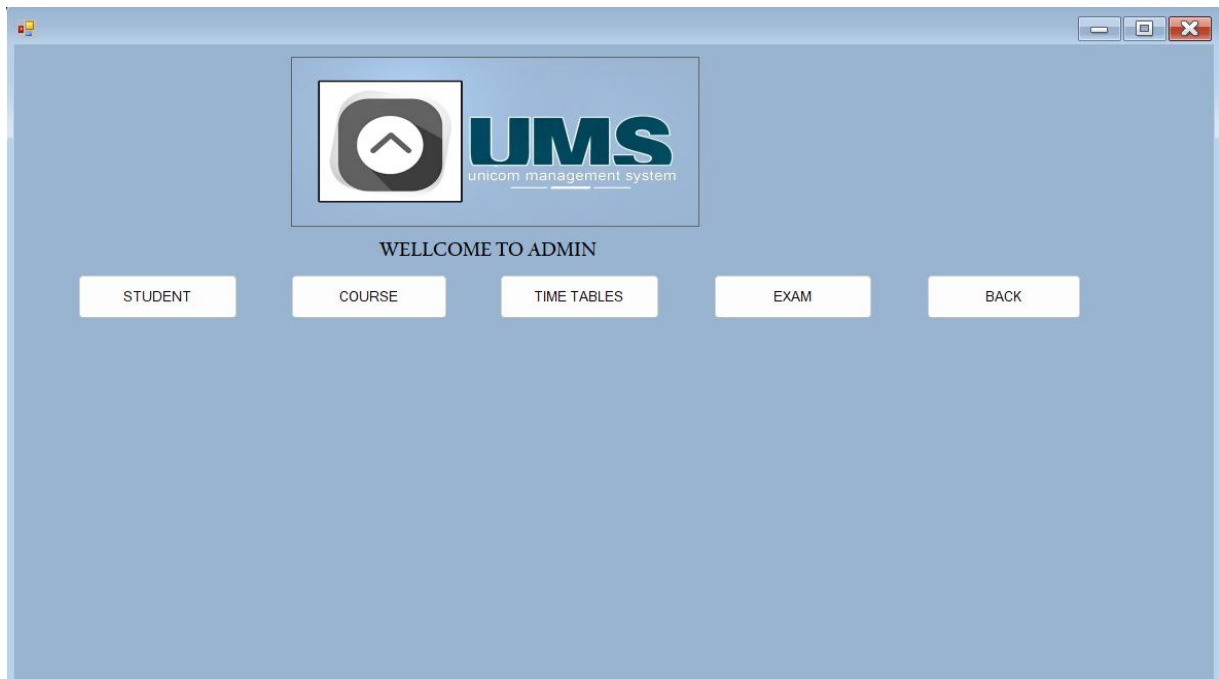 UMS
unicom management system
WELLCOME TO ADMIN
STUDENT
COURSE
TIME TABLES
EXAM
BACK